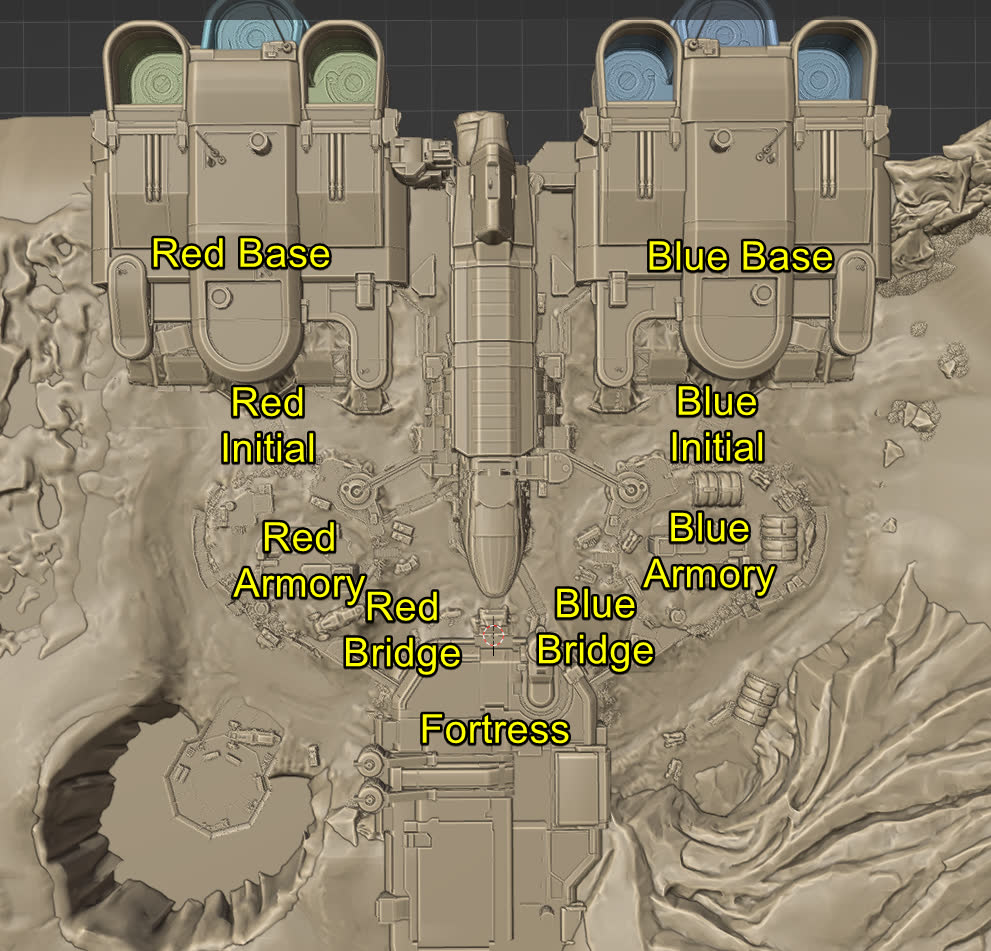 Red Base
Blue Base
Red
Initial
Blue
Initial
Red
Armory
Blue
Armory
Red
Bridge
Blue
Bridge
Fortress